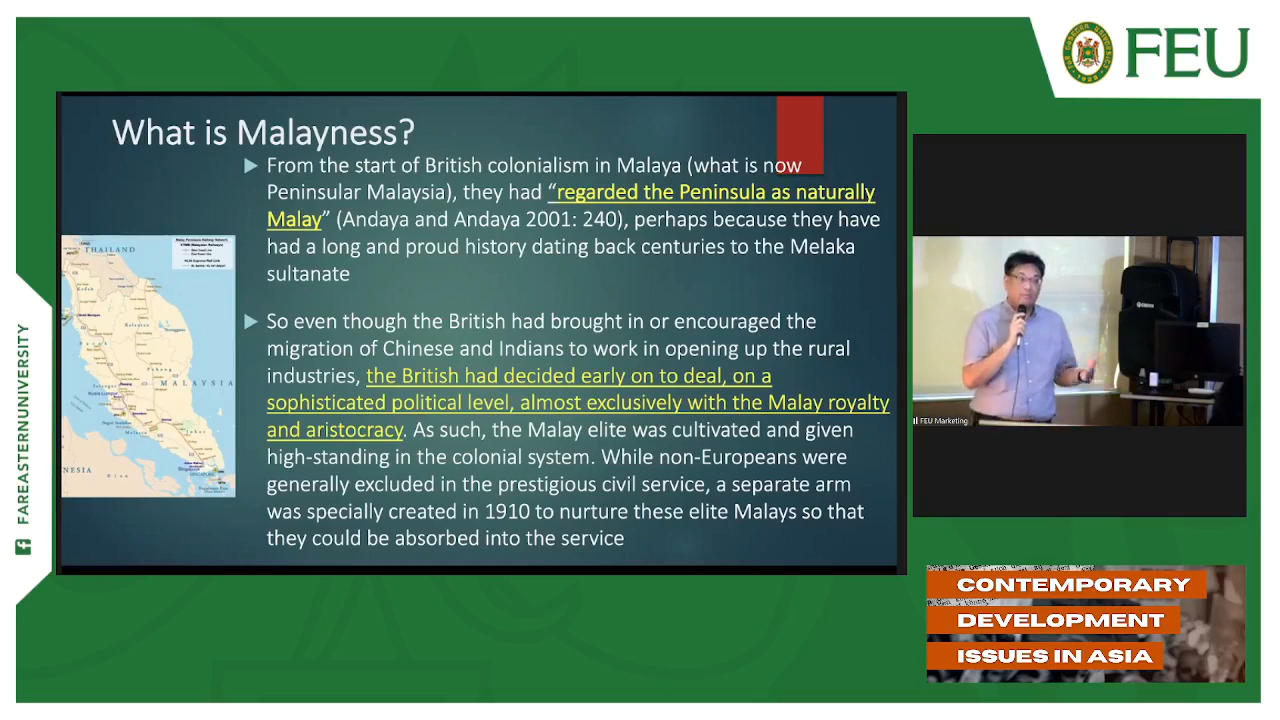 FEU
What is Malayness?
From the start of British colonialism in Malaya (what is now
Peninsular Malaysia), they had “regarded the Peninsula as naturally
Malay” (Andaya and Andaya 2001: 240), perhaps because they have
had a long and proud history dating back centuries to the Melaka
sultanate
So even though the British had brought in or encouraged the
migration of Chinese and Indians to work in opening up the rural
industries, the British had decided early on to deal, on a
sophisticated political level, almost exclusively with the Malay royalty
and aristocracy. As such, the Malay elite was cultivated and given
high-standing in the colonial system. While non-Europeans were
generally excluded in the prestigious civil service, a separate arm
was specially created in 1910 to nurture these elite Malays so that
they could be absorbed into the service
THAILAND
MALAYSIA
NESIA
FAREASTERNUNIVERSITY
FEU Marketing
CONTEMPORARY
DEVELOPMENT
ISSUES IN ASIA